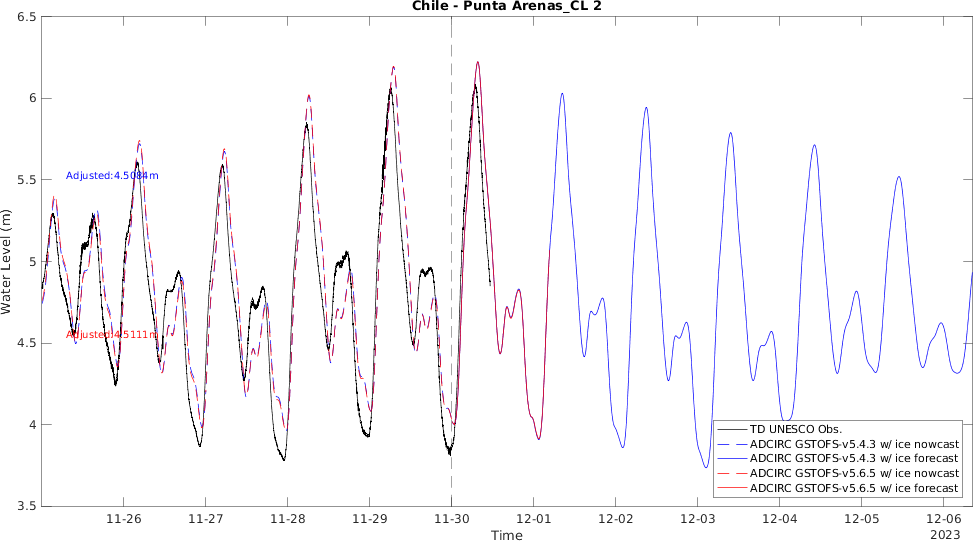 Chile - Punta Arenas_CL 2
6.5
6
5.5
5
4.5
4
3.5
Water Level (m)
Adjusted:4.5084m
Adjusted:4.5111m
TD UNESCO Obs.
ADCIRC GSTOFS-v5.4.3 w/ ice nowcast
ADCIRC GSTOFS-v5.4.3 w/ ice forecast
ADCIRC GSTOFS-v5.6.5 w/ ice nowcast
ADCIRC GSTOFS-v5.6.5 w/ ice forecast
11-26 11-27 11-28 11-29 11-30 12-01 12-02 12-03 12-04 12-05 12-06
Time
2023